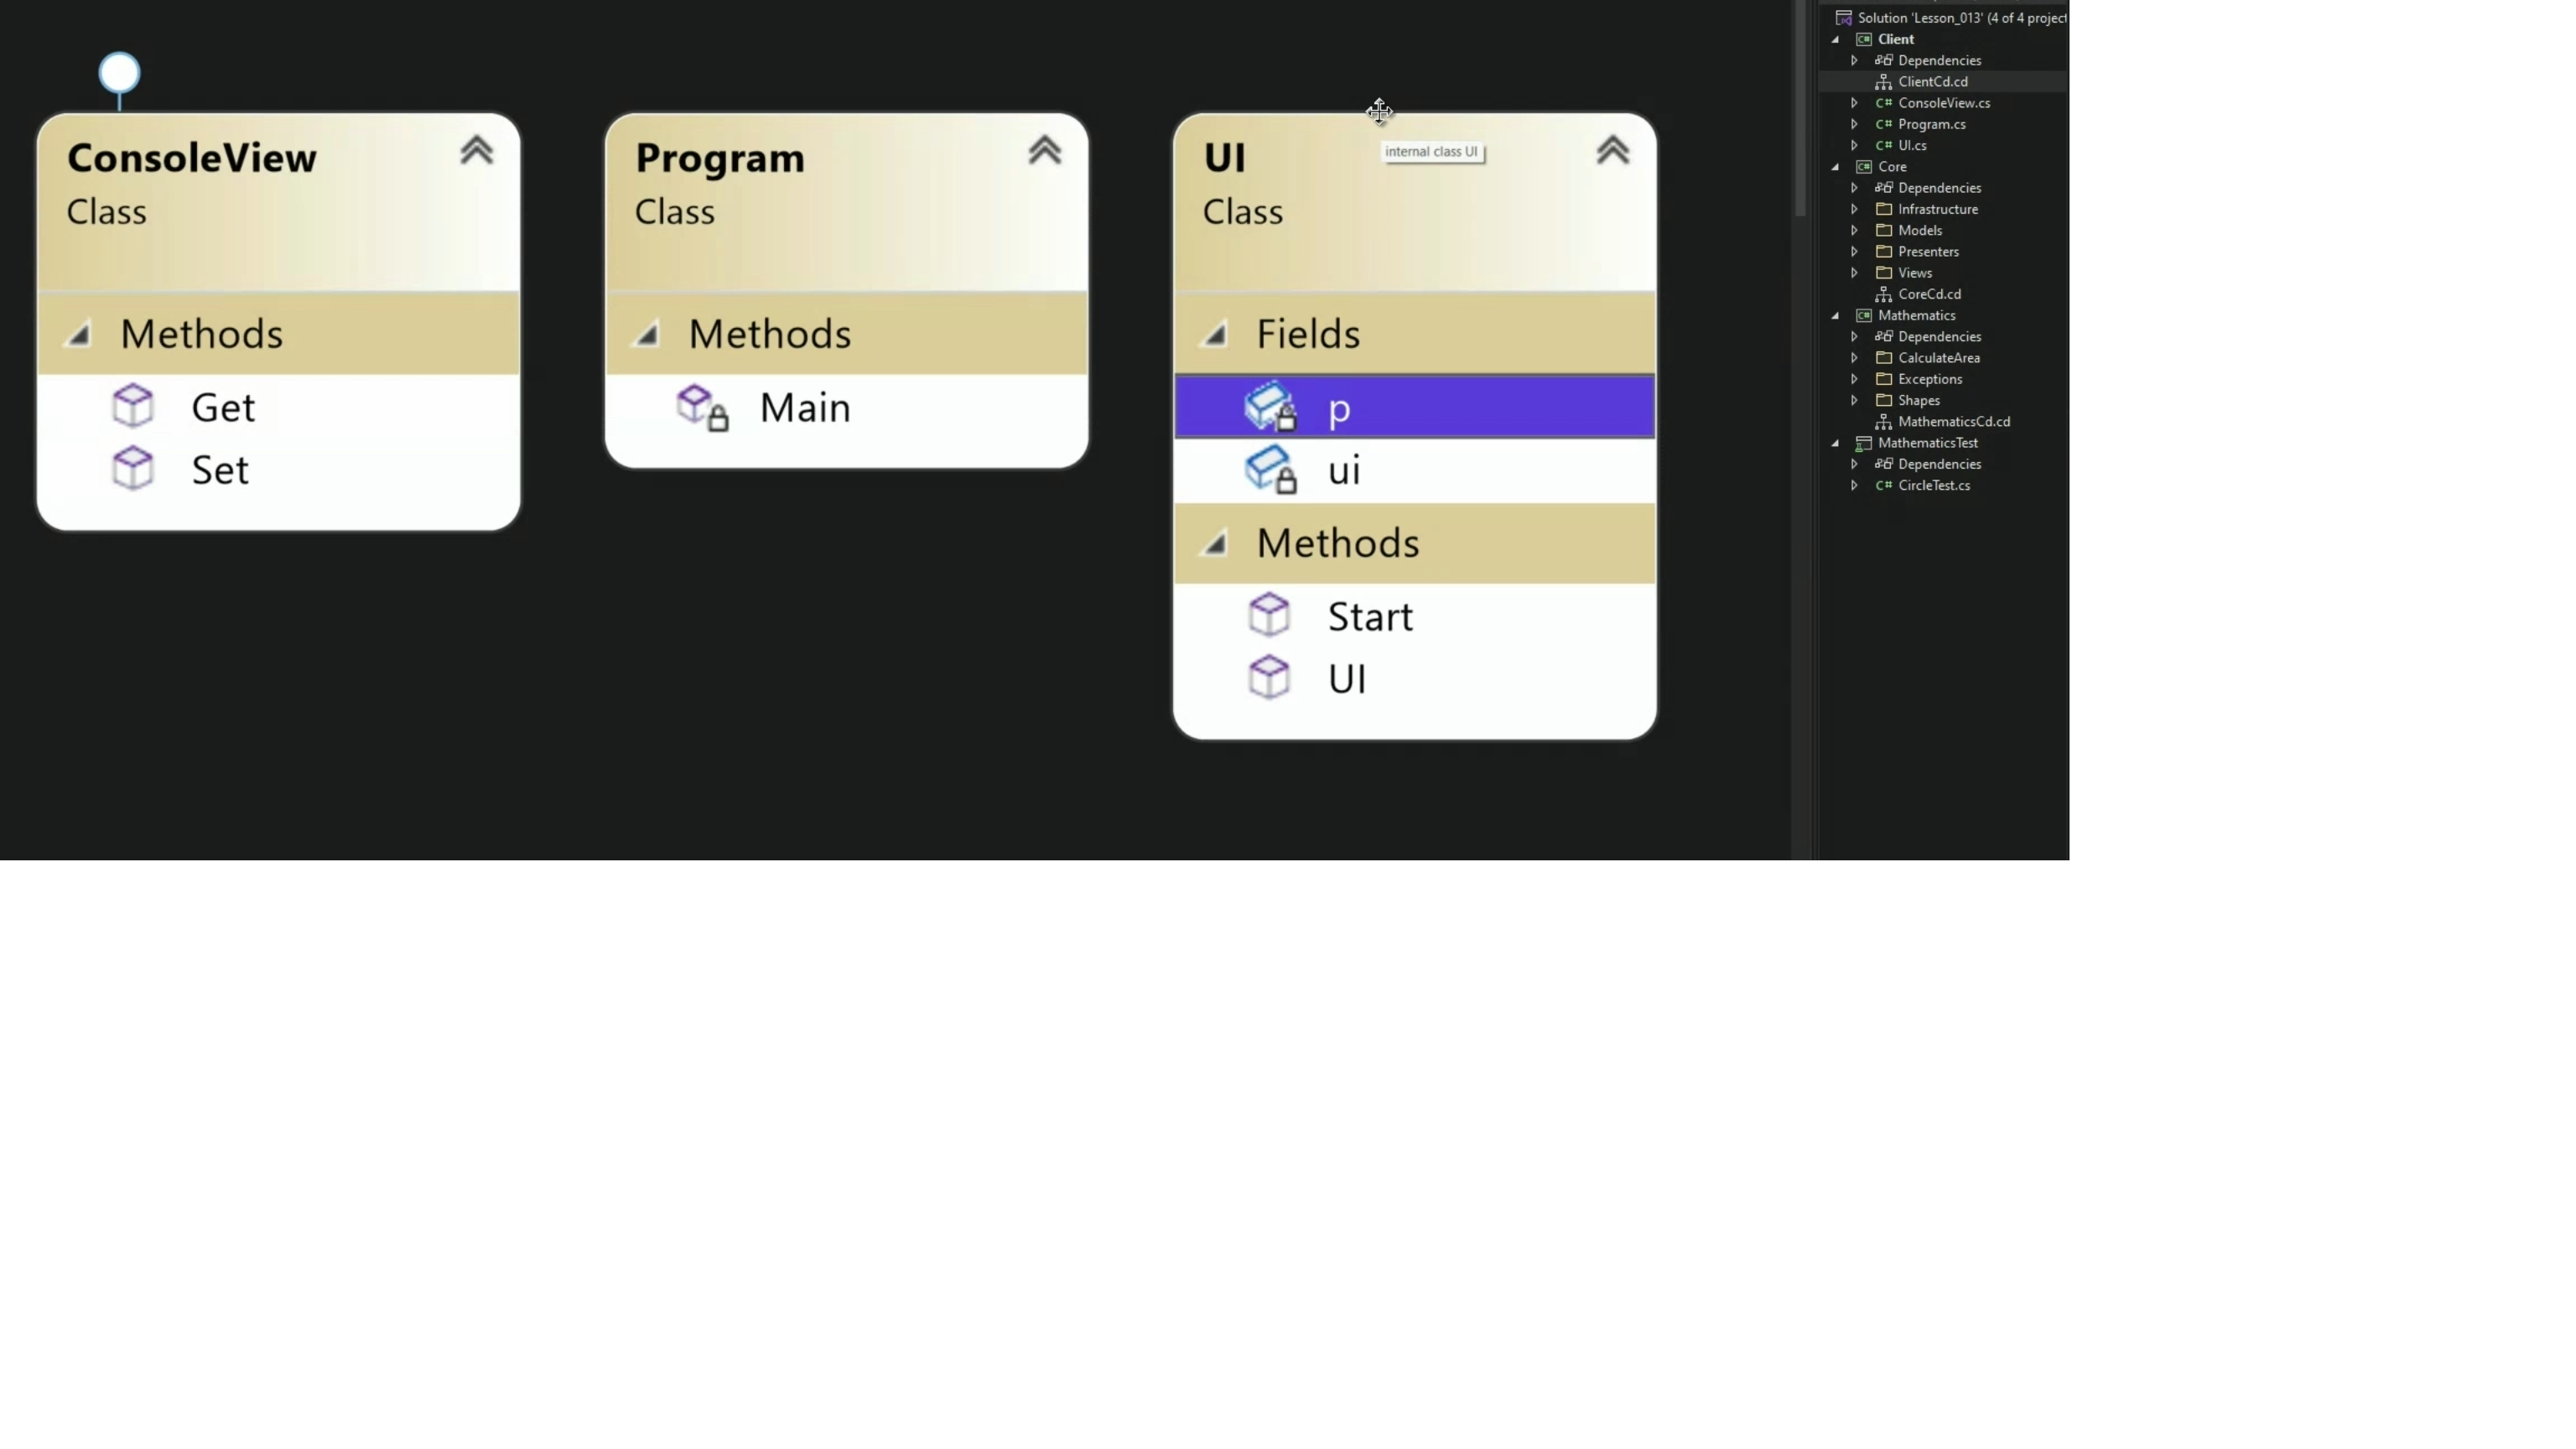 ConsoleView
Class
Methods
Get
Set
Program
Class
Methods
Main
UI
Class
internal class UI
Fields
p
ui
Methods
Start
UI
Solution 'Lesson_013' (4 of 4 project
Client
Dependencies
ClientCd.cd
C# ConsoleView.cs
C# Program.cs
C# UI.cs
Core
Dependencies
Infrastructure
Models
Presenters
Views
CoreCd.cd
Mathematics
Dependencies
CalculateArea
Exceptions
Shapes
MathematicsCd.cd
MathematicsTest
Dependencies
C# CircleTest.cs